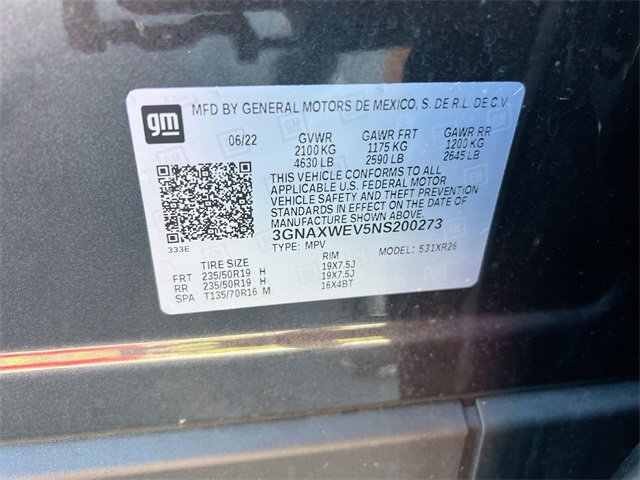 gm
MFD BY GENERAL MOTORS DE MEXICO, S. DE R.L. DE C.V.
06/22 GVWR GAWR FRT GAWR RR
2100 KG 1175 KG 1200 KG
4630 LB 2590 LB 2645 LB
THIS VEHICLE CONFORMS TO ALL
APPLICABLE U.S. FEDERAL MOTOR
VEHICLE SAFETY AND THEFT PREVENTION
STANDARDS IN EFFECT ON THE DATE OF
MANUFACTURE SHOWN ABOVE.
3GNAXWEV5NS200273
333E
TYPE: MPV MODEL: 531XR26
TIRE SIZE RIM
FRT 235/50R19 H 19X7.5J
RR 235/50R19 H 19X7.5J
SPA T135/70R16 M 16X4BT